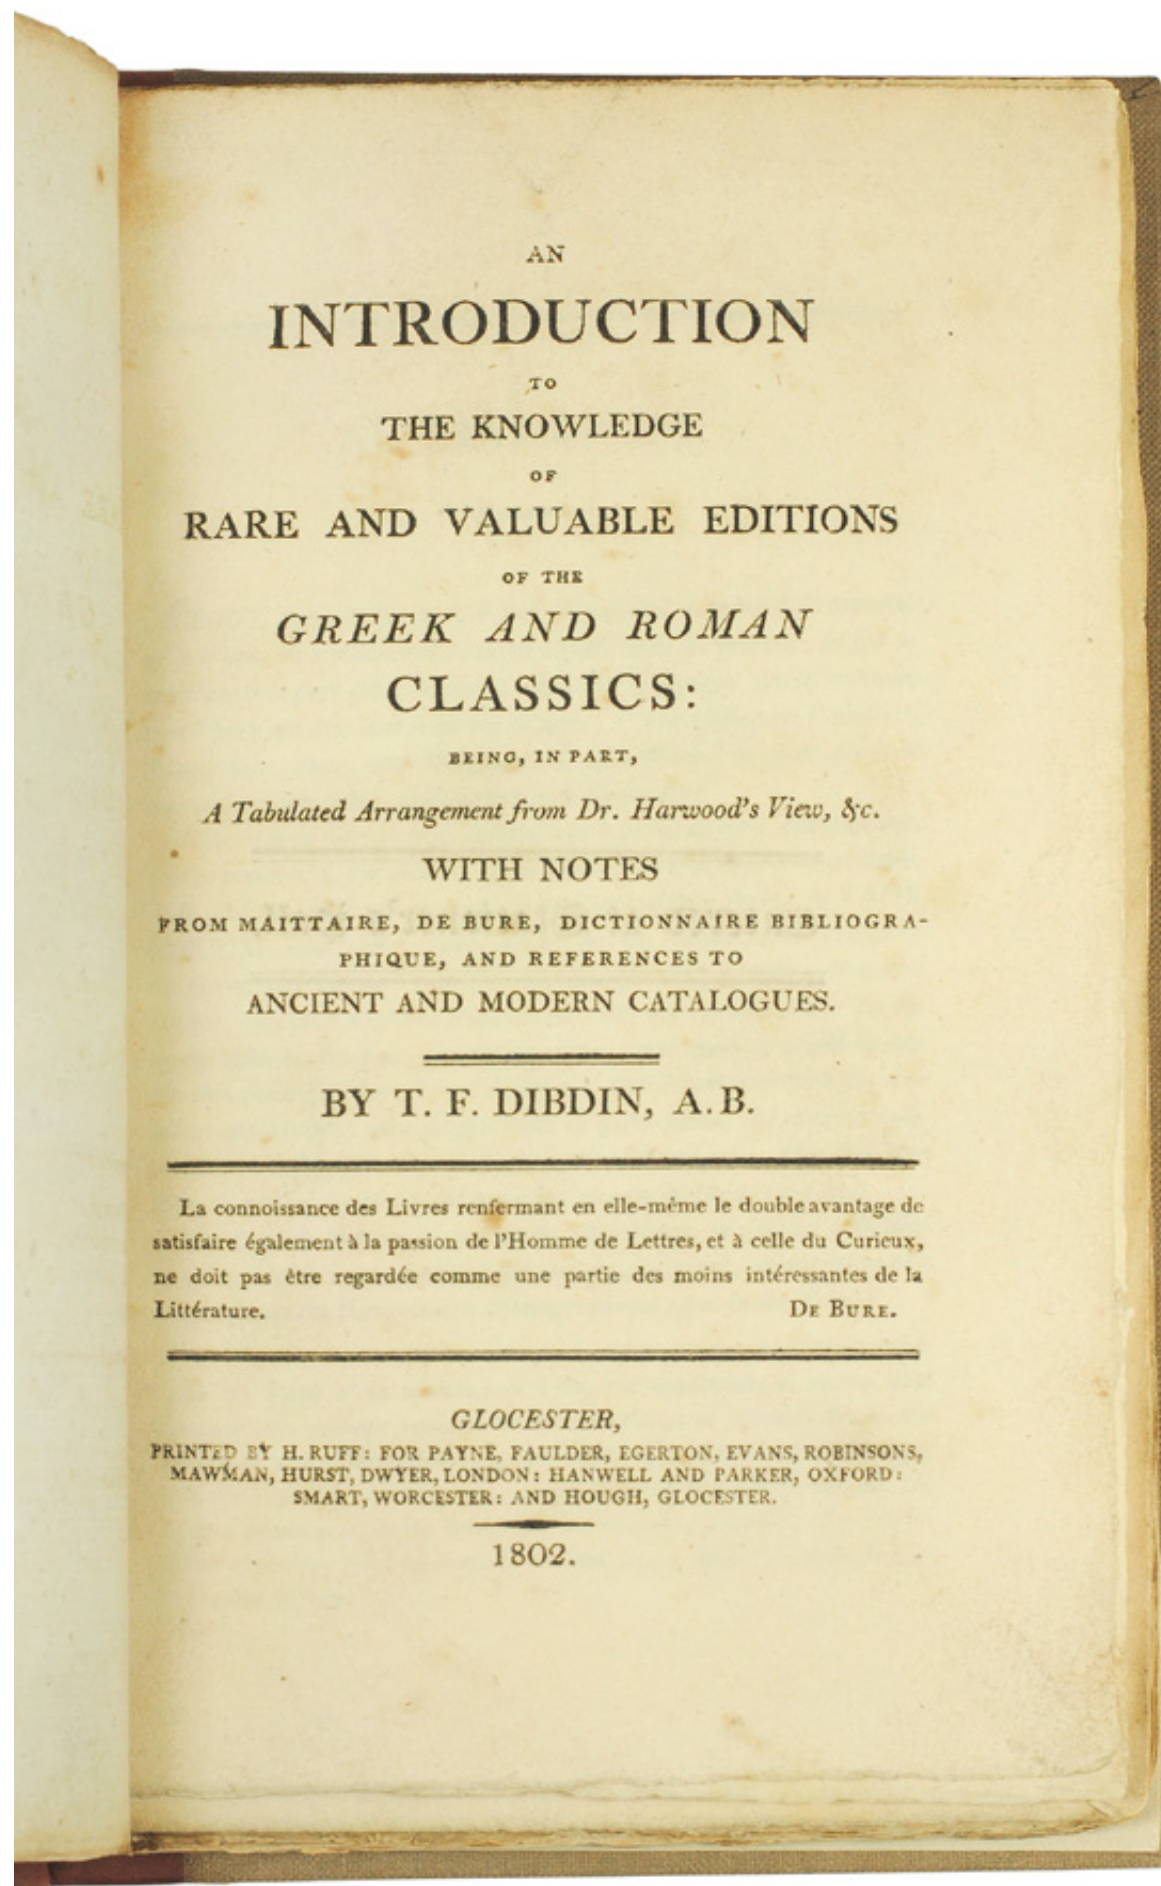 AN
INTRODUCTION
TO
THE KNOWLEDGE
OF
RARE AND VALUABLE EDITIONS
OF THE
GREEK AND ROMAN
CLASSICS:
BEING, IN PART,
A Tabulated Arrangement from Dr. Harwood's View, &c.
WITH NOTES
FROM MAITTAIRE, DE BURE, DICTIONNAIRE BIBLIOGRA-
PHIQUE, AND REFERENCES TO
ANCIENT AND MODERN CATALOGUES.
BY T. F. DIBDIN, A.B.
La connoissance des Livres renfermant en elle-même le double avantage de
satisfaire également à la passion de l'Homme de Lettres, et à celle du Curieux,
ne doit pas être regardée comme une partie des moins intéressantes de la
Littérature. DE BURE.
GLOCESTER,
PRINTED BY H. RUFF: FOR PAYNE, FAULDER, EGERTON, EVANS, ROBINSONS,
MAWMAN, HURST, DWYER, LONDON: HANWELL AND PARKER, OXFORD:
SMART, WORCESTER: AND HOUGH, GLOCESTER.
1802.